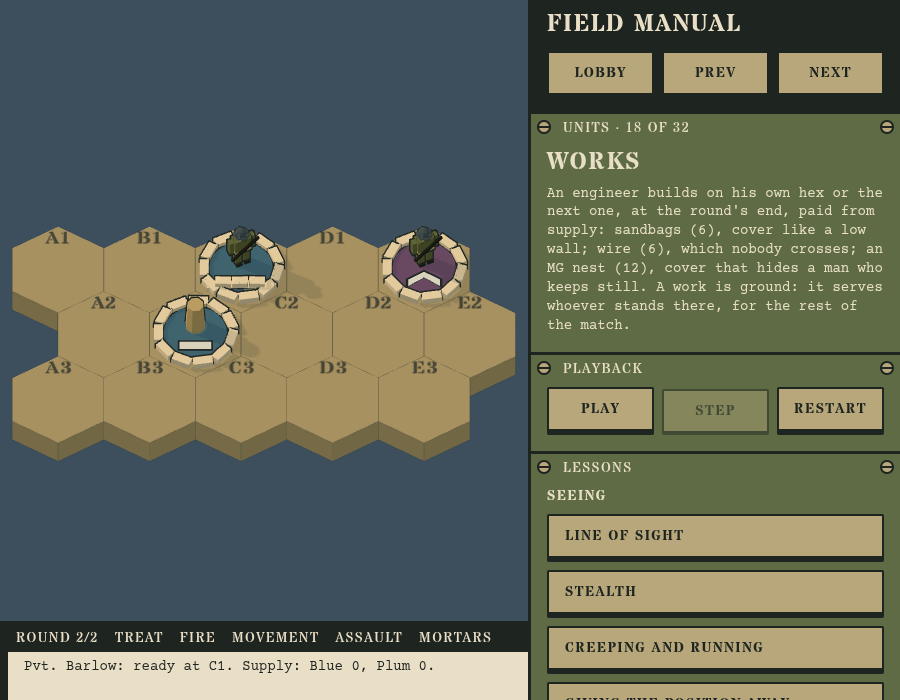 FIELD MANUAL
LOBBY PREV NEXT
UNITS · 18 OF 32
WORKS
An engineer builds on his own hex or the
next one, at the round's end, paid from
supply: sandbags (6), cover like a low
wall; wire (6), which nobody crosses; an
MG nest (12), cover that hides a man who
keeps still. A work is ground: it serves
whoever stands there, for the rest of
the match.
PLAYBACK
PLAY STEP RESTART
LESSONS
SEEING
LINE OF SIGHT
STEALTH
CREEPING AND RUNNING
A1 B1 D1
A2 C2 D2 E2
A3 B3 C3 D3 E3
ROUND 2/2 TREAT FIRE MOVEMENT ASSAULT MORTARS
Pvt. Barlow: ready at C1. Supply: Blue 0, Plum 0.